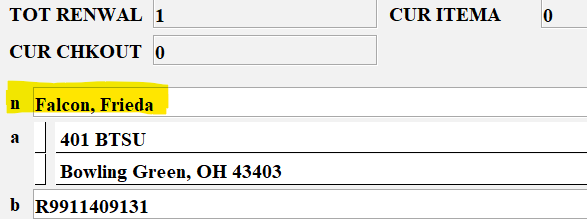 TOT RENWAL 1 CUR ITEMA 0
CUR CHKOUT 0
n Falcon, Frieda
a 401 BTSU
Bowling Green, OH 43403
b R9911409131